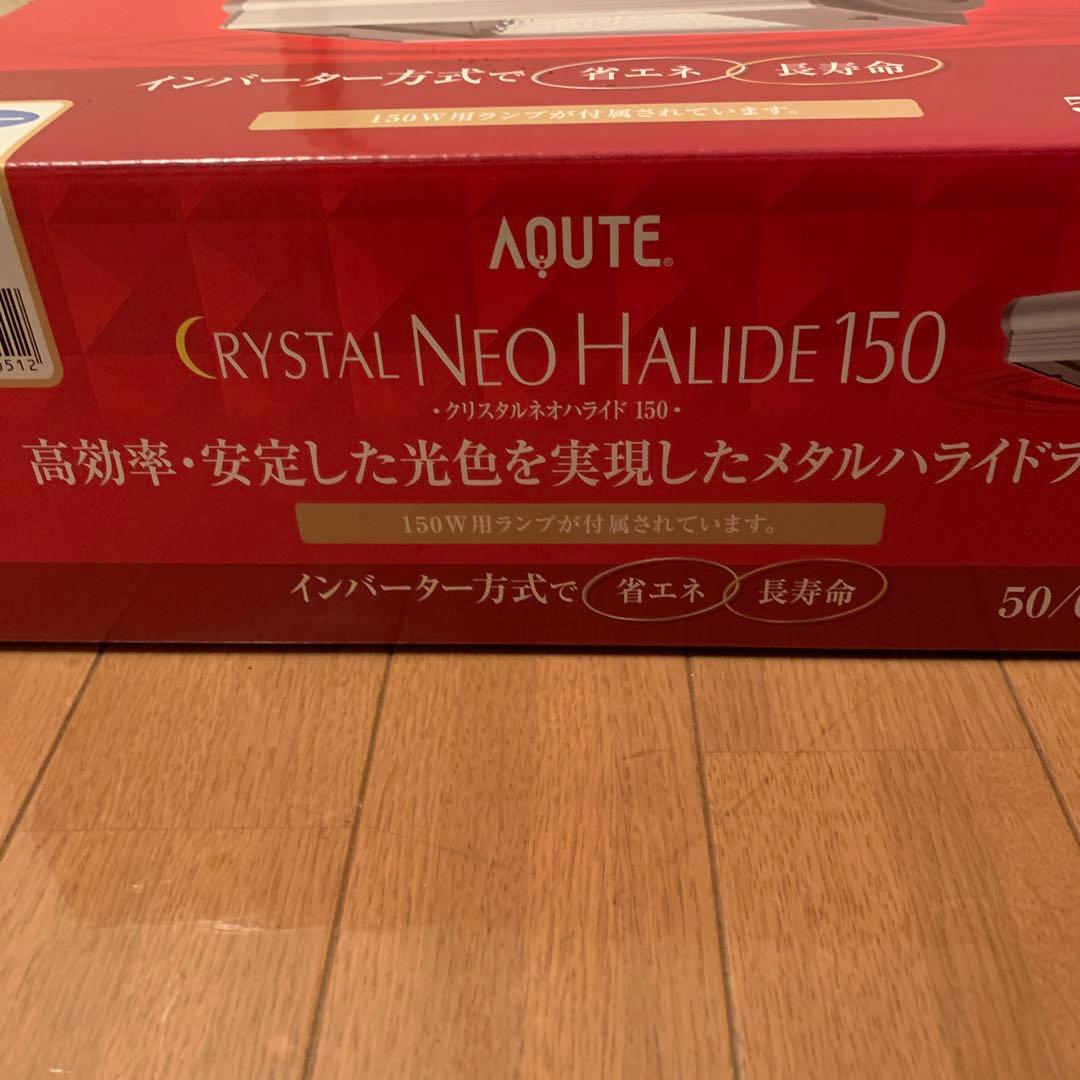 インバーター方式で 省エネ 長寿命
150W用ランプが付属されています。
AQUTE®
CRYSTAL NEO HALIDE 150
・クリスタルネオハライド 150・
高効率・安定した光色を実現したメタルハライドラ
150W用ランプが付属されています。
インバーター方式で 省エネ 長寿命
50/
512